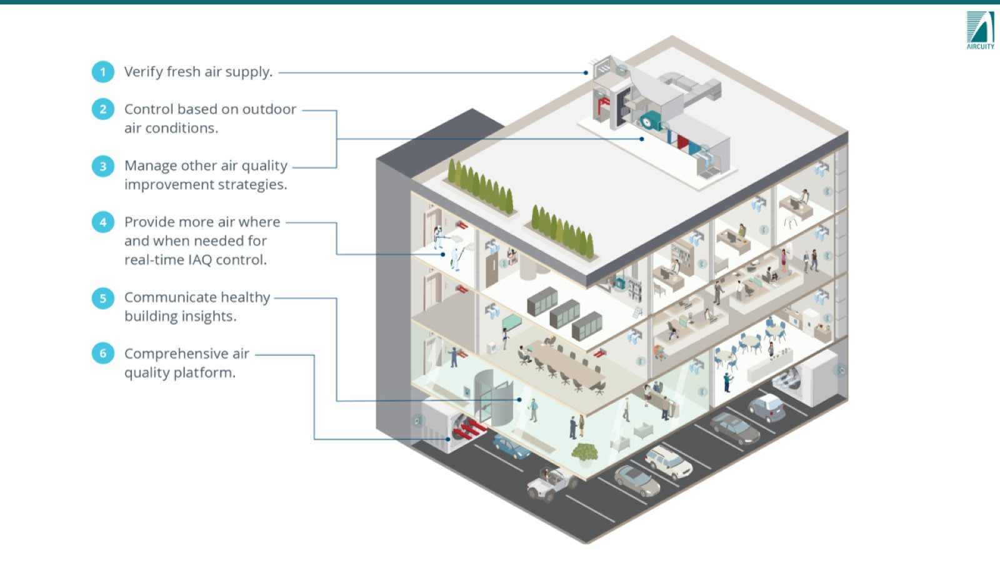 AIRCUITY
1 Verify fresh air supply.
2 Control based on outdoor
air conditions.
3 Manage other air quality
improvement strategies.
4 Provide more air where
and when needed for
real-time IAQ control.
5 Communicate healthy
building insights.
6 Comprehensive air
quality platform.